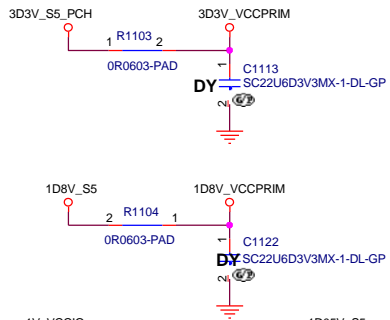 3D3V_S5_PCH 3D3V_VCCPRIM
R1103
1 2
0R0603-PAD
1
C1113
DY
SC22U6D3V3MX-1-DL-GP
2
1D8V_S5 1D8V_VCCPRIM
R1104
2 1
0R0603-PAD
1
C1122
DY
SC22U6D3V3MX-1-DL-GP
2